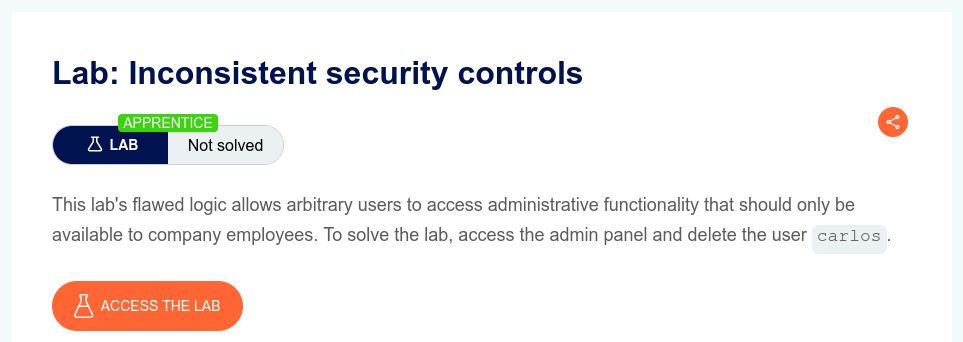 Lab: Inconsistent security controls
APPRENTICE
LAB Not solved
This lab's flawed logic allows arbitrary users to access administrative functionality that should only be
available to company employees. To solve the lab, access the admin panel and delete the user carlos.
ACCESS THE LAB